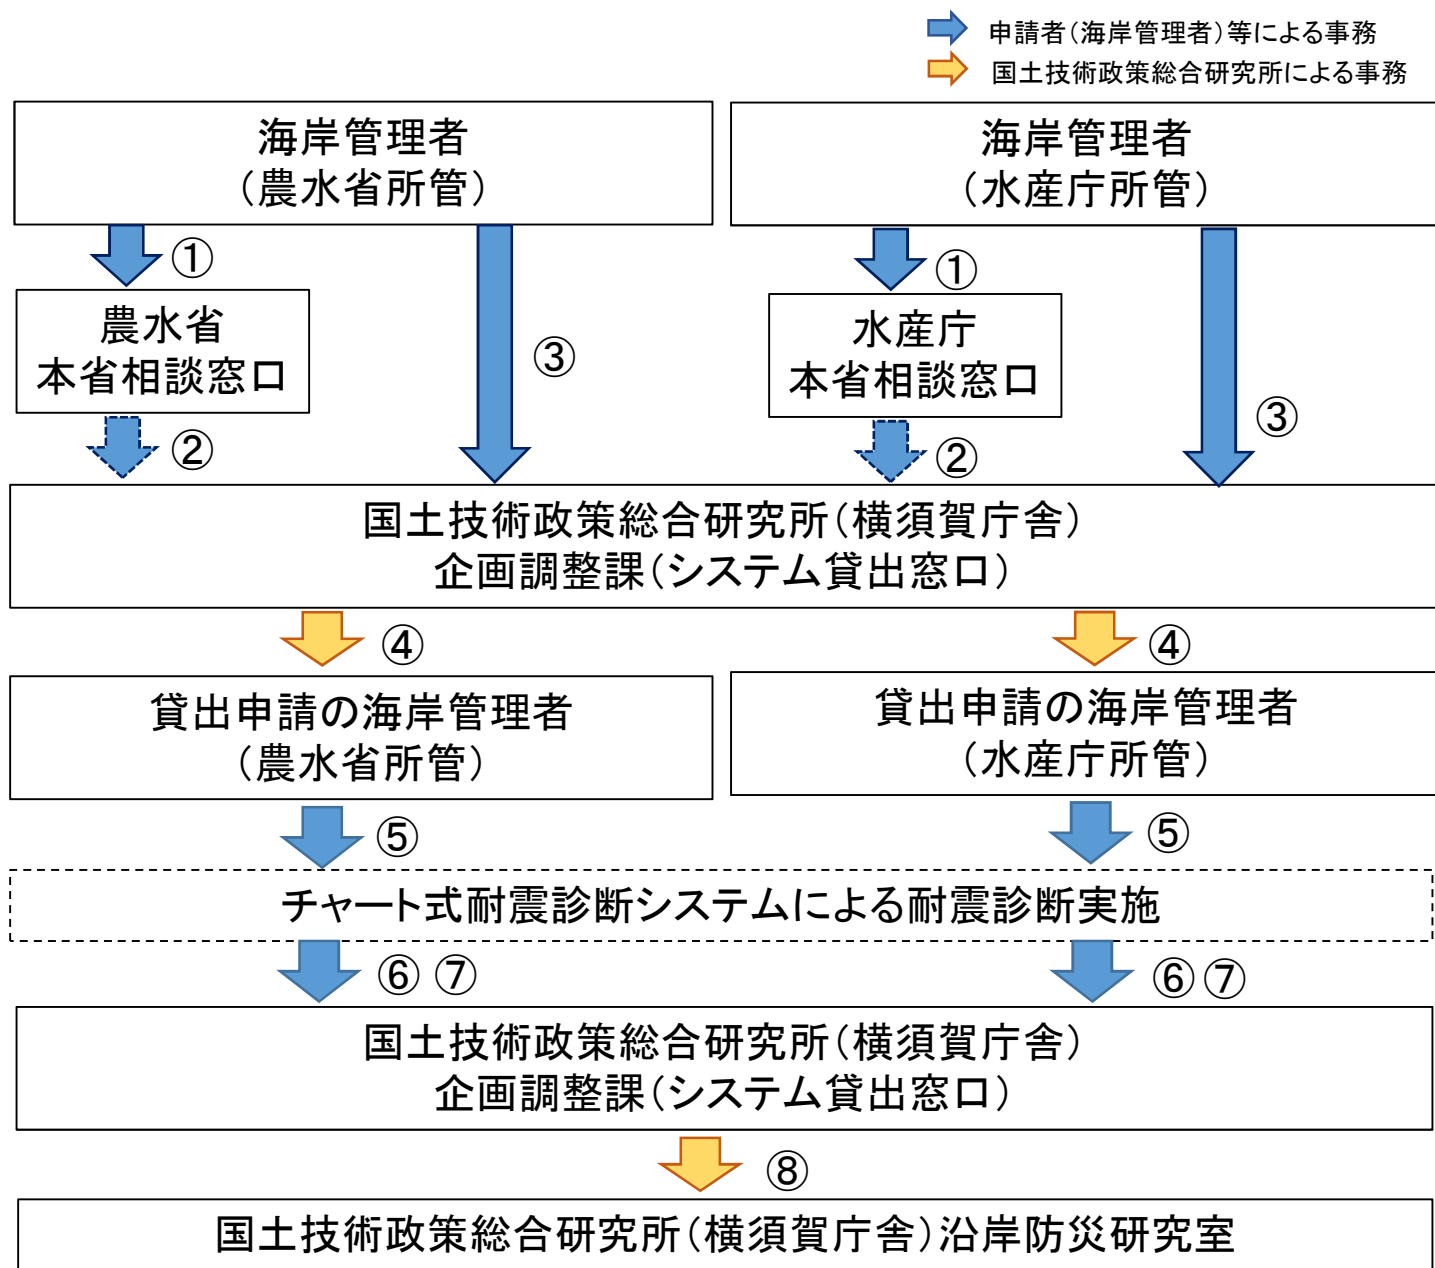 申請者(海岸管理者)等による事務
国土技術政策総合研究所による事務
海岸管理者
(農水省所管)
海岸管理者
(水産庁所管)
①
③
①
③
農水省
本省相談窓口
水産庁
本省相談窓口
②
②
国土技術政策総合研究所(横須賀庁舎)
企画調整課(システム貸出窓口)
④
④
貸出申請の海岸管理者
(農水省所管)
貸出申請の海岸管理者
(水産庁所管)
⑤
⑤
チャート式耐震診断システムによる耐震診断実施
⑥ ⑦
⑥ ⑦
国土技術政策総合研究所(横須賀庁舎)
企画調整課(システム貸出窓口)
⑧
国土技術政策総合研究所(横須賀庁舎)沿岸防災研究室